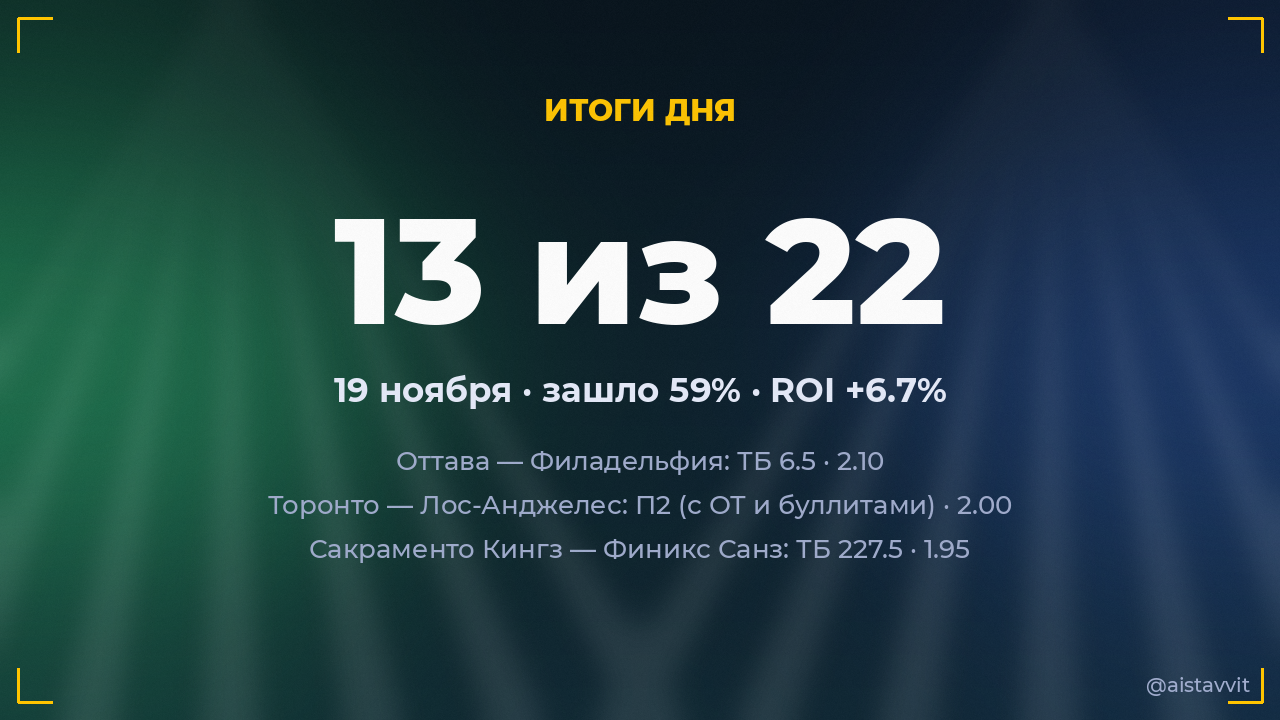 ИТОГИ ДНЯ
13 из 22
19 ноября · зашло 59% · ROI +6.7%
Оттава — Филадельфия: ТБ 6.5 · 2.10
Торонто — Лос-Анджелес: П2 (с ОТ и буллитами) · 2.00
Сакраменто Кингз — Финикс Санз: ТБ 227.5 · 1.95
@aistavvit